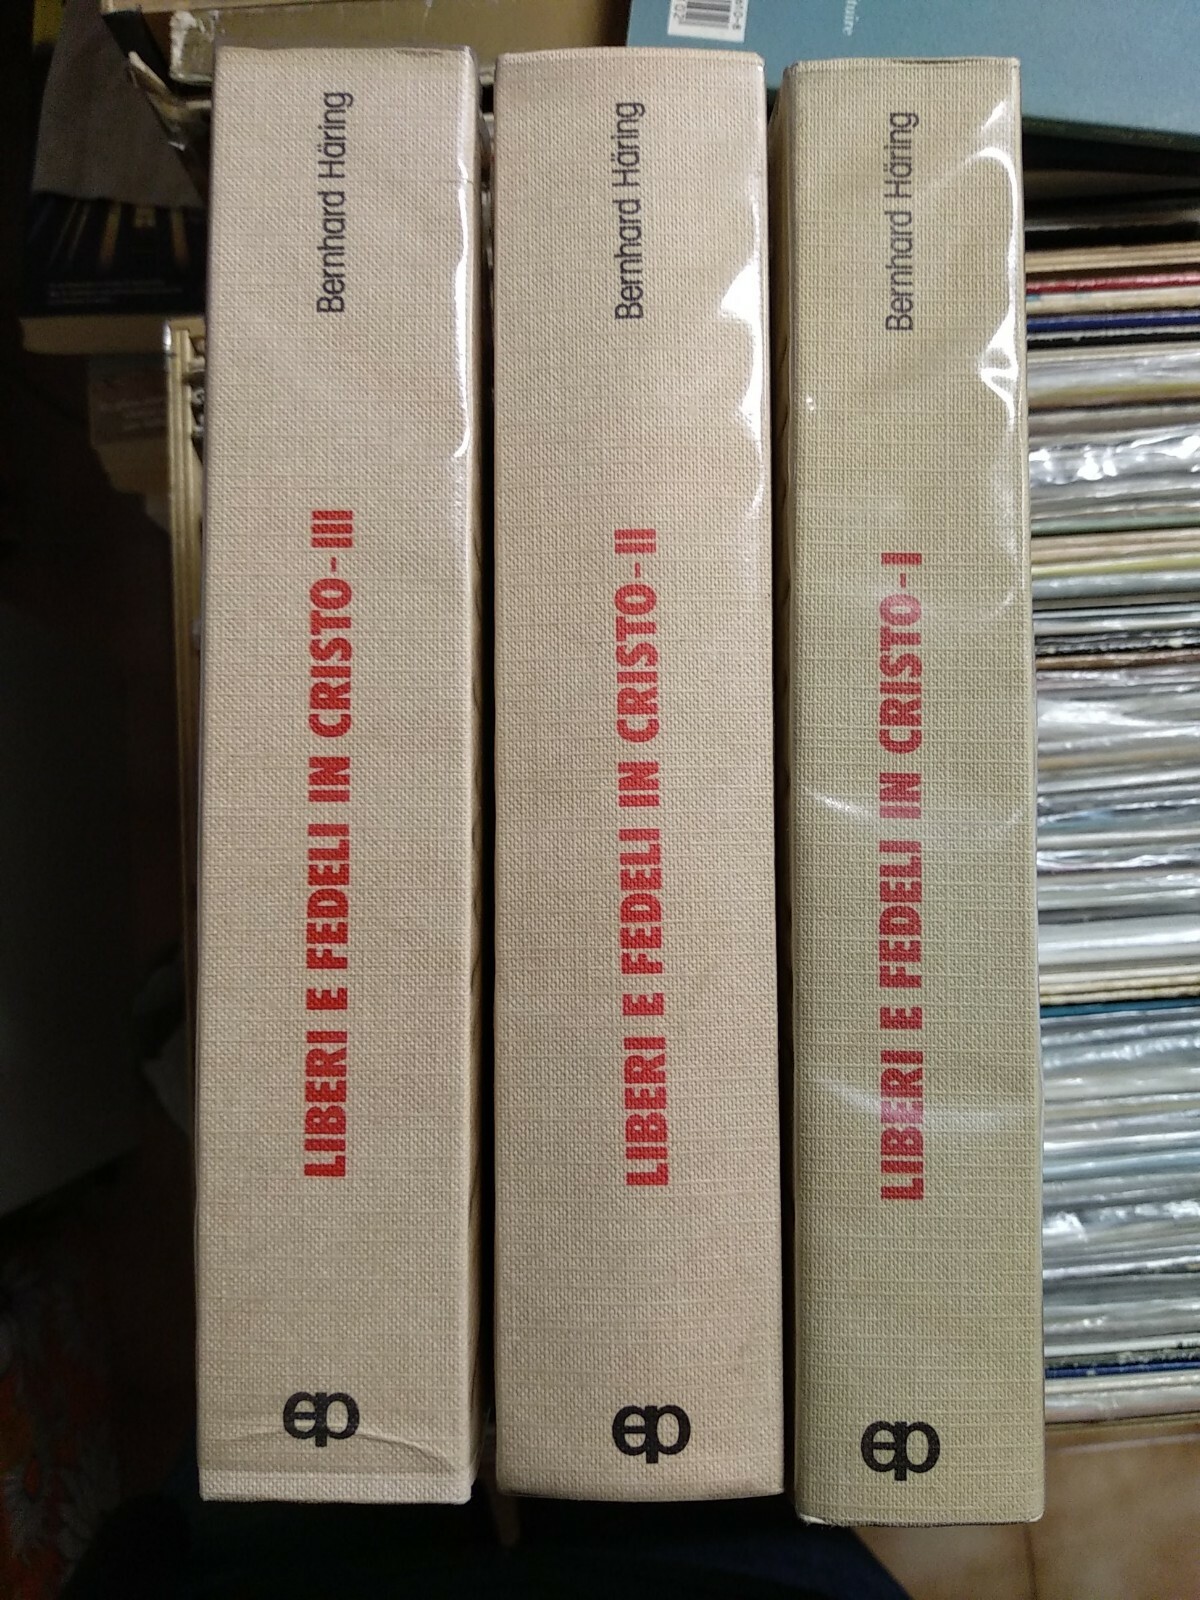 Bernhard Häring
LIBERI E FEDELI IN CRISTO-III
ep
Bernhard Häring
LIBERI E FEDELI IN CRISTO-II
ep
Bernhard Häring
LIBERI E FEDELI IN CRISTO-I
ep